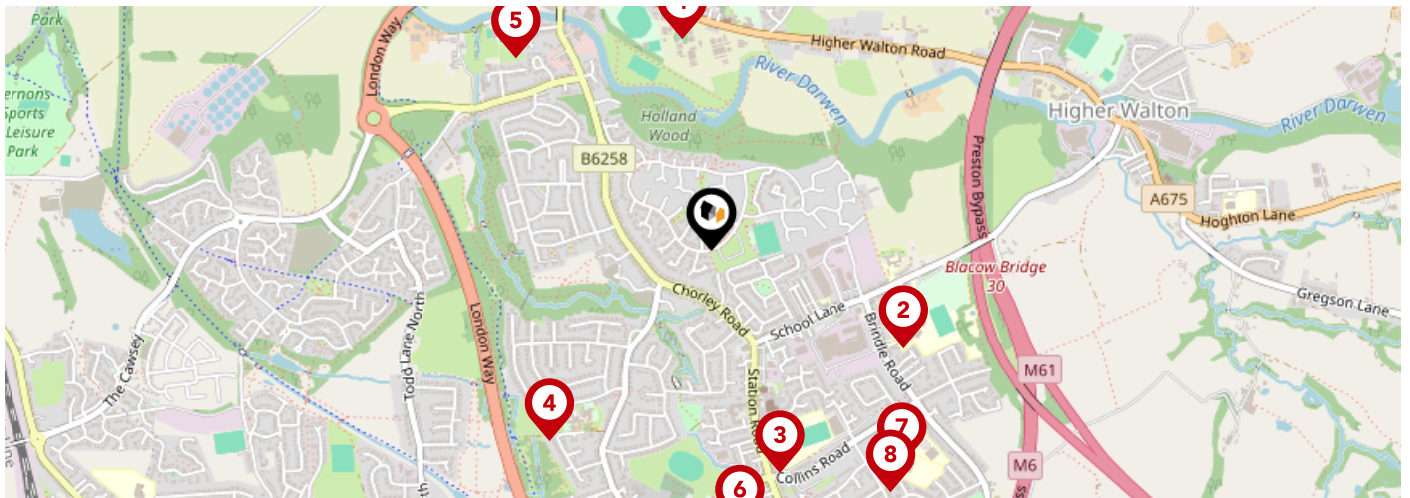 Park
ernons
Sports
Leisure
Park
London Way
5
Higher Walton Road
River Darwen
Holland
Wood
Higher Walton
River Darwen
B6258
Preston Bypass
A675
Hoghton Lane
Blacow Bridge
30
Gregson Lane
Chorley Road
School Lane
2
Brindle Road
Todd Lane North
London Way
The Cawsey
M61
Station Road
4
3
7
8
Collins Road
6
M6